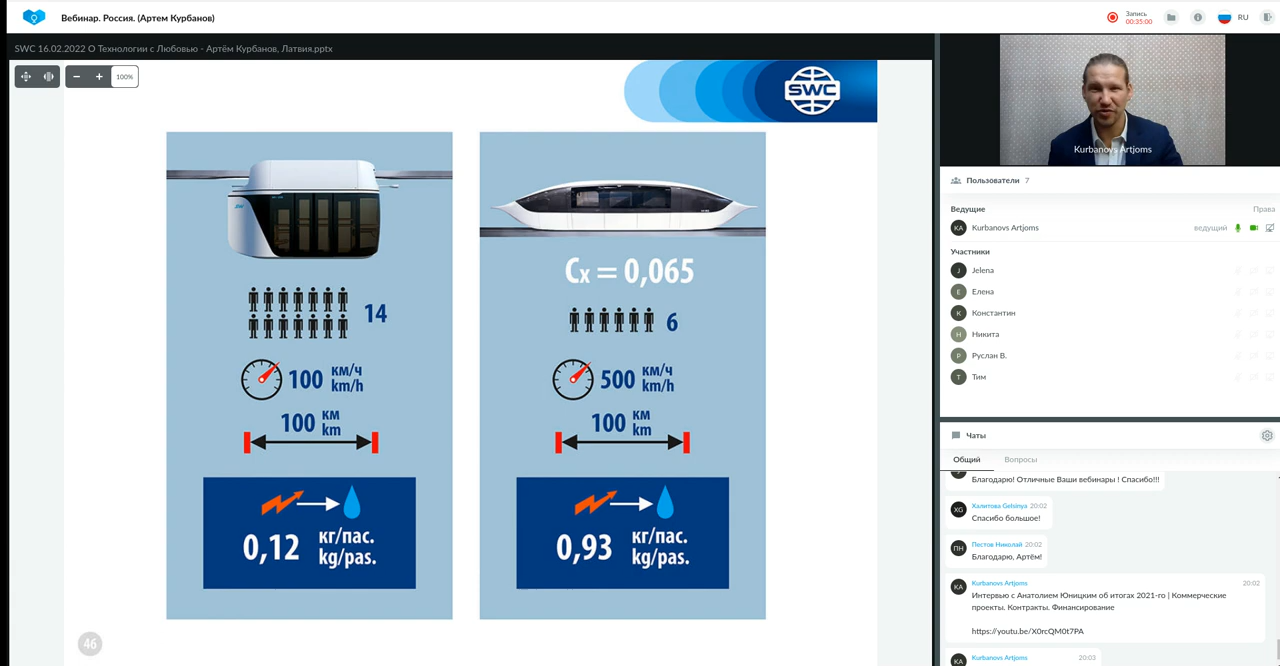 Вебинар. Россия. (Артем Курбанов)
Запись
00:35:00
RU
SWC 16.02.2022 О Технологии с Любовью - Артём Курбанов, Латвия.pptx
100%
SWC
Cx = 0,065
14
6
100 км/ч
km/h
500 км/ч
km/h
100 км
km
100 км
km
0,12 кг/пас.
kg/pas.
0,93 кг/пас.
kg/pas.
46
Kurbanovs Artjoms
Пользователи 7
Ведущие
Права
KA
Kurbanovs Artjoms
ведущий
Участники
J
Jelena
Е
Елена
К
Константин
Н
Никита
Р
Руслан В.
Т
Тим
Чаты
Общий
Вопросы
Благодарю! Отличные Ваши вебинары ! Спасибо!!!
XG
Халитова Gelsinya 20:02
Спасибо большое!
ПН
Пестов Николай 20:02
Благодарю, Артём!
KA
Kurbanovs Artjoms 20:02
Интервью с Анатолием Юницким об итогах 2021-го | Коммерческие
проекты. Контракты. Финансирование
https://youtu.be/X0rcQM0t7PA
KA
Kurbanovs Artjoms 20:03